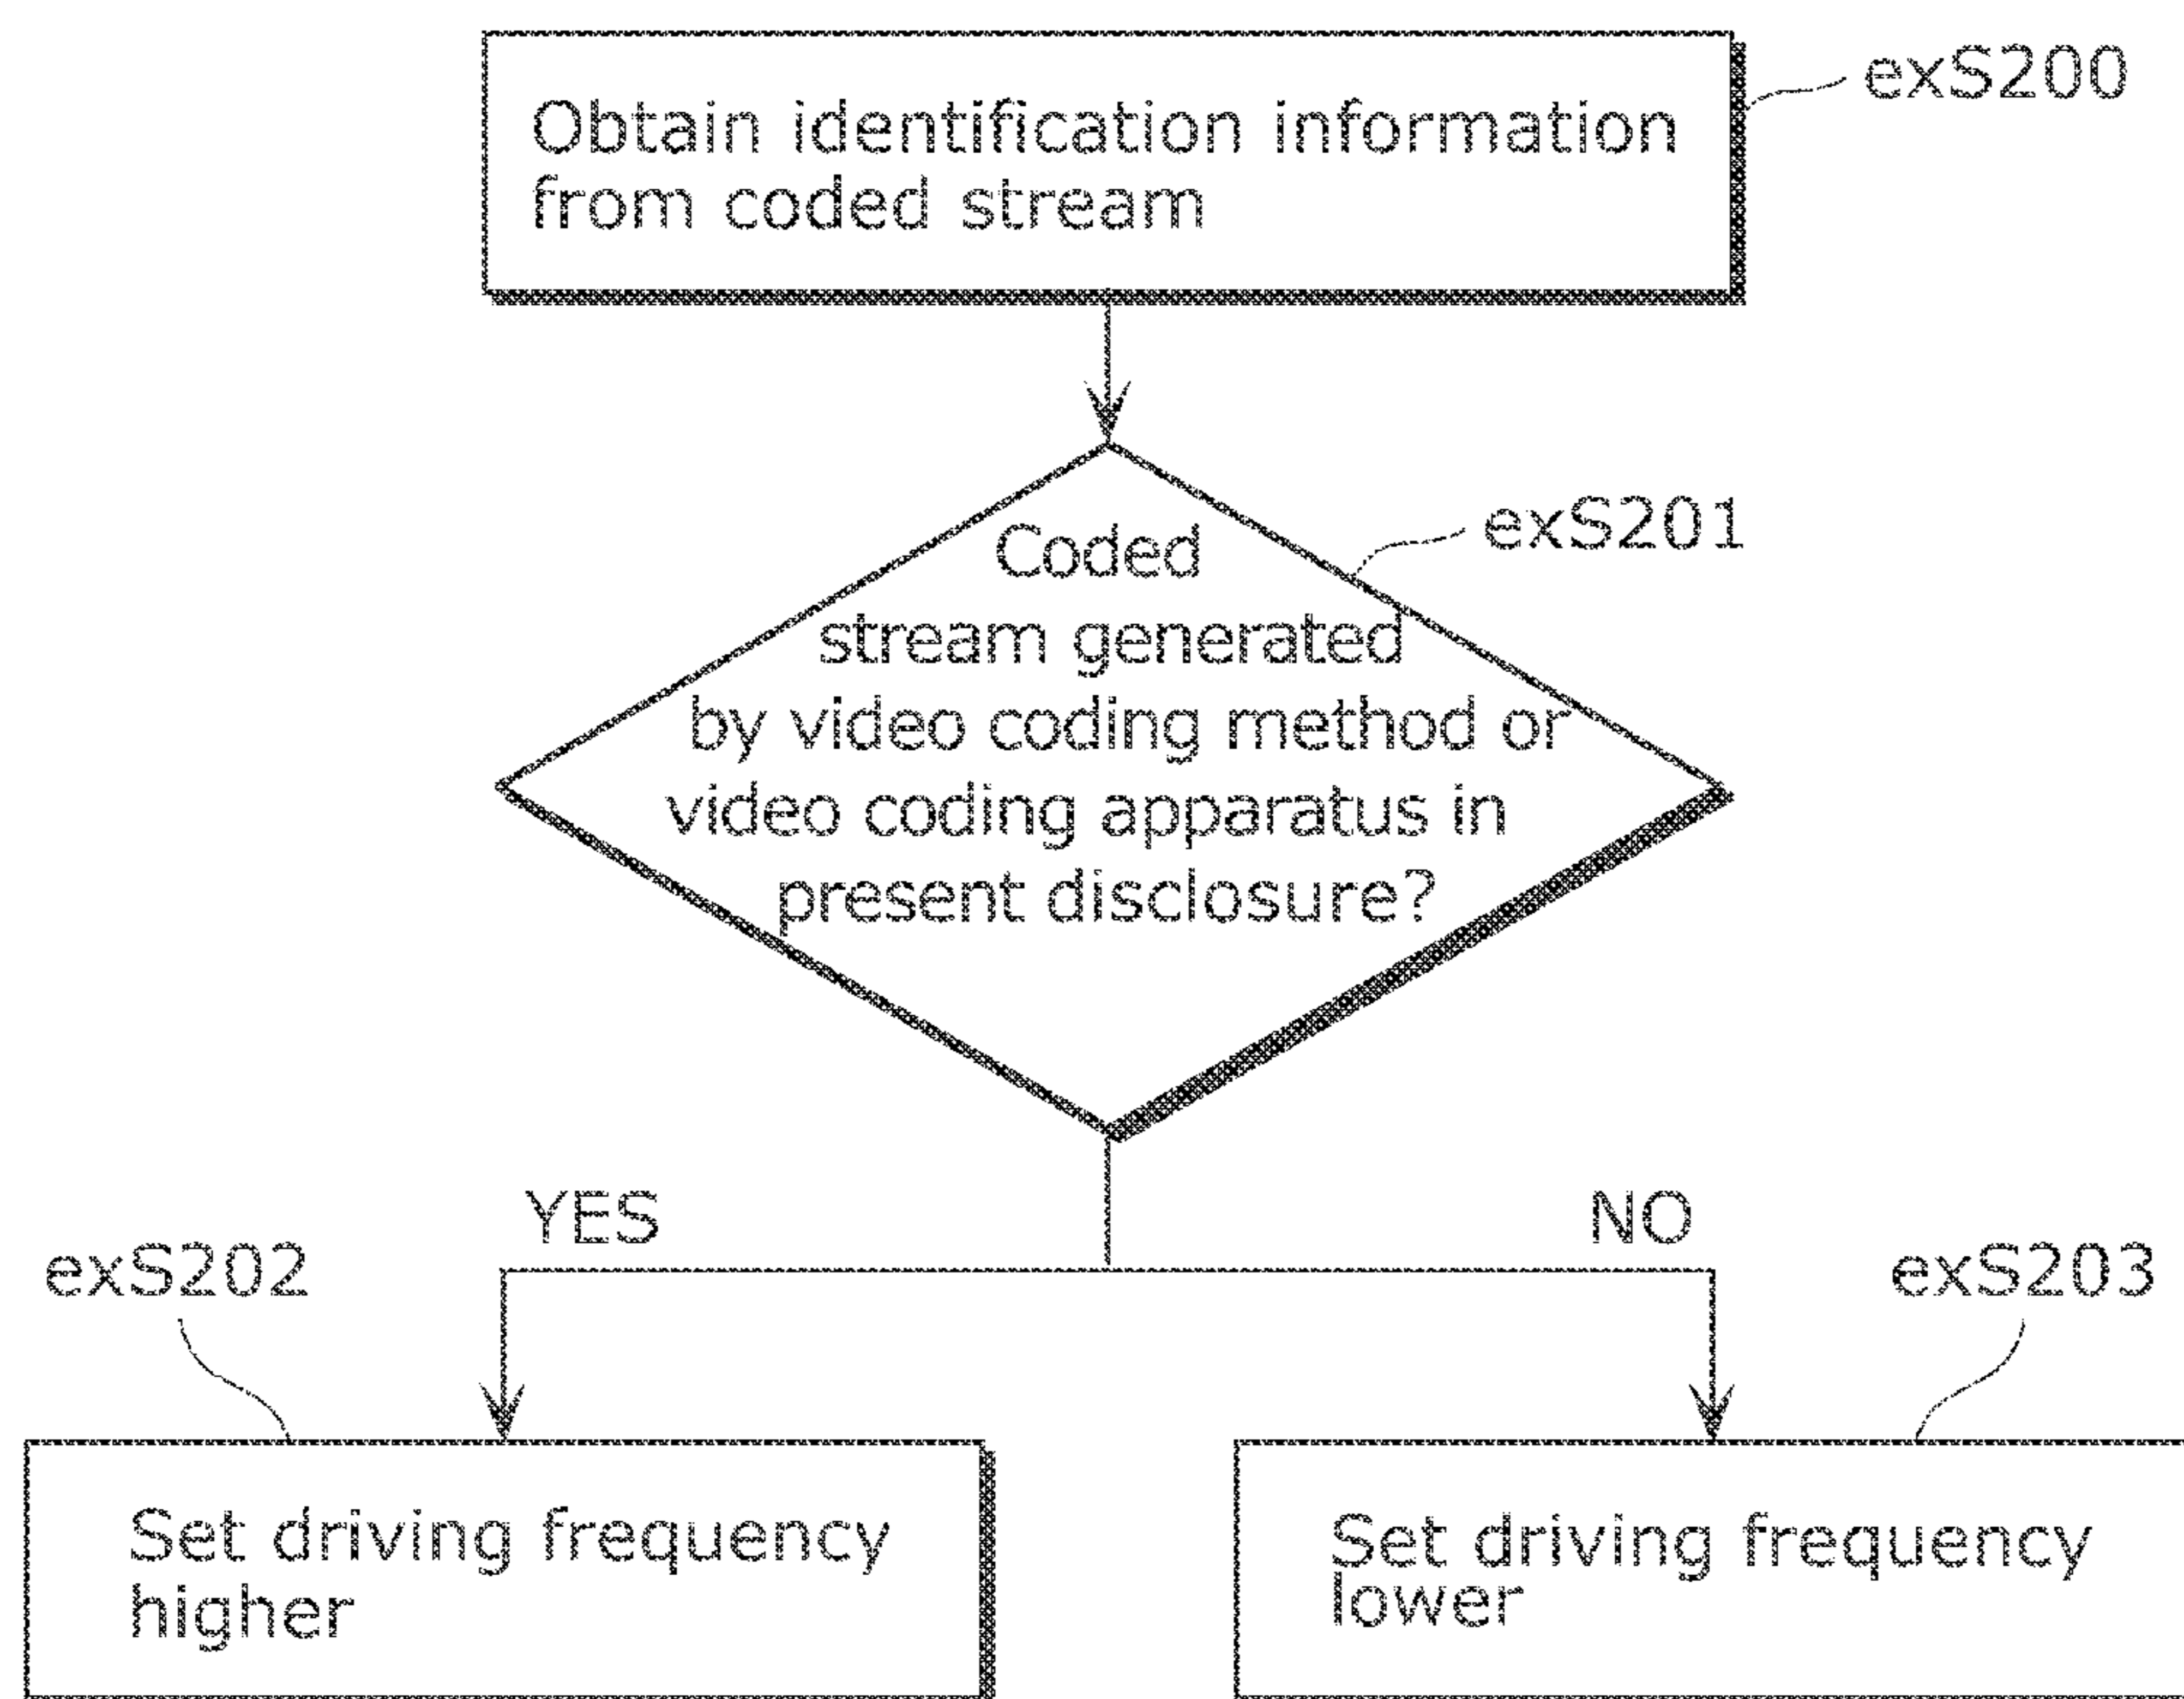 Obtain identification information
from coded stream
exS200
Coded
stream generated
by video coding method or
video coding apparatus in
present disclosure?
exS201
YES
NO
exS202
exS203
Set driving frequency
higher
Set driving frequency
lower